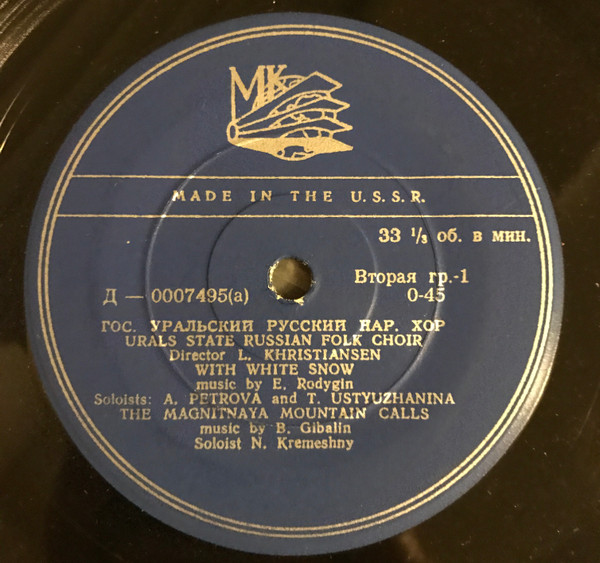 МК
MADE IN THE U.S.S.R.
33 ⅓ об. в мин.
Вторая гр.-1
Д — 0007495(а) 0-45
ГОС. УРАЛЬСКИЙ РУССКИЙ НАР. ХОР
URALS STATE RUSSIAN FOLK CHOIR
Director L. KHRISTIANSEN
WITH WHITE SNOW
music by E. Rodygin
Soloists: A. PETROVA and T. USTYUZHANINA
THE MAGNITNAYA MOUNTAIN CALLS
music by B. Gibalin
Soloist N. Kremeshny